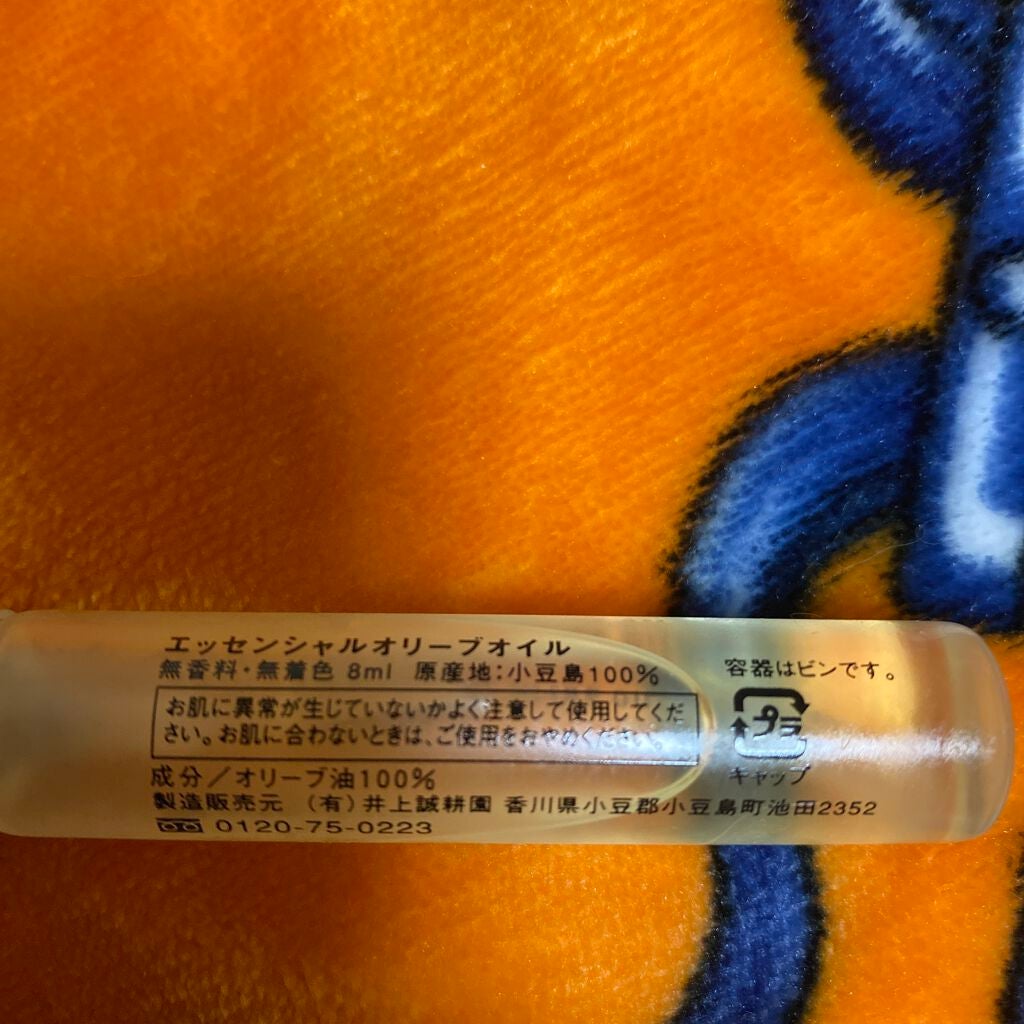 エッセンシャルオリーブオイル
無香料・無着色 8ml 原産地:小豆島100%
お肌に異常が生じていないかよく注意して使用してくだ
さい。お肌に合わないときは、ご使用をおやめください。
成分/オリーブ油100%
製造販売元 (有)井上誠耕園 香川県小豆郡小豆島町池田2352
0120-75-0223
容器はビンです。
プラ
キャップ